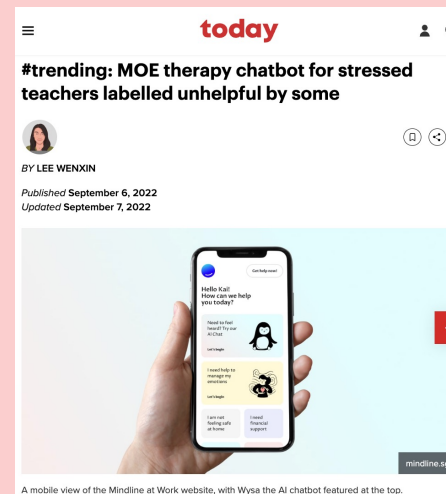 today
#trending: MOE therapy chatbot for stressed
teachers labelled unhelpful by some
BY LEE WENXIN
Published September 6, 2022
Updated September 7, 2022
Get help now!
Hello Kai!
How can we help
you today?
Need to feel
heard? Try our
AI Chat
Let's begin
I need help to
manage my
emotions
Let's begin
I am not
feeling safe
at home
I need
financial
support
mindline.s
A mobile view of the Mindline at Work website, with Wysa the AI chatbot featured at the top.